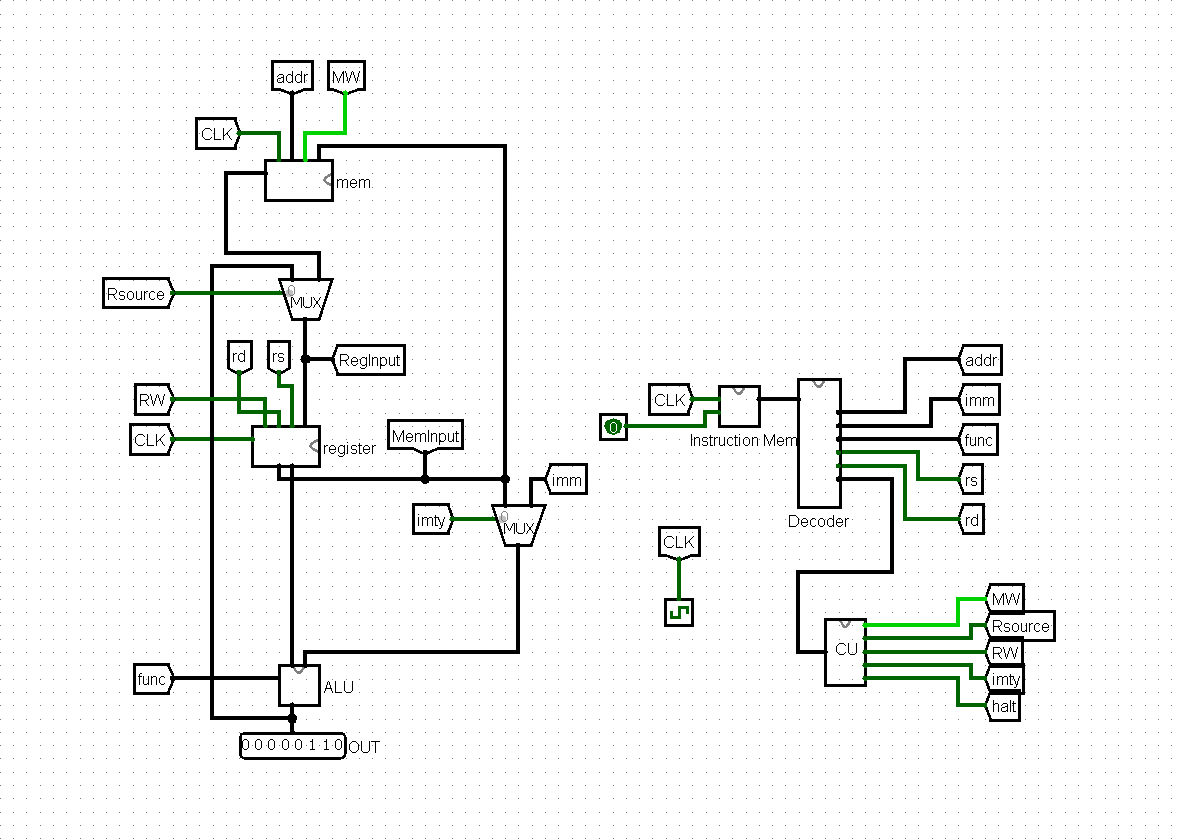 addr
MW
CLK
mem
Rsource
0
MUX
rd
rs
RegInput
RW
CLK
register
MemInput
imm
imty
0
MUX
func
ALU
0 0 0 0 0 1 1 0
OUT
CLK
0
Instruction Mem
Decoder
addr
imm
func
rs
rd
CLK
CU
MW
Rsource
RW
imty
halt